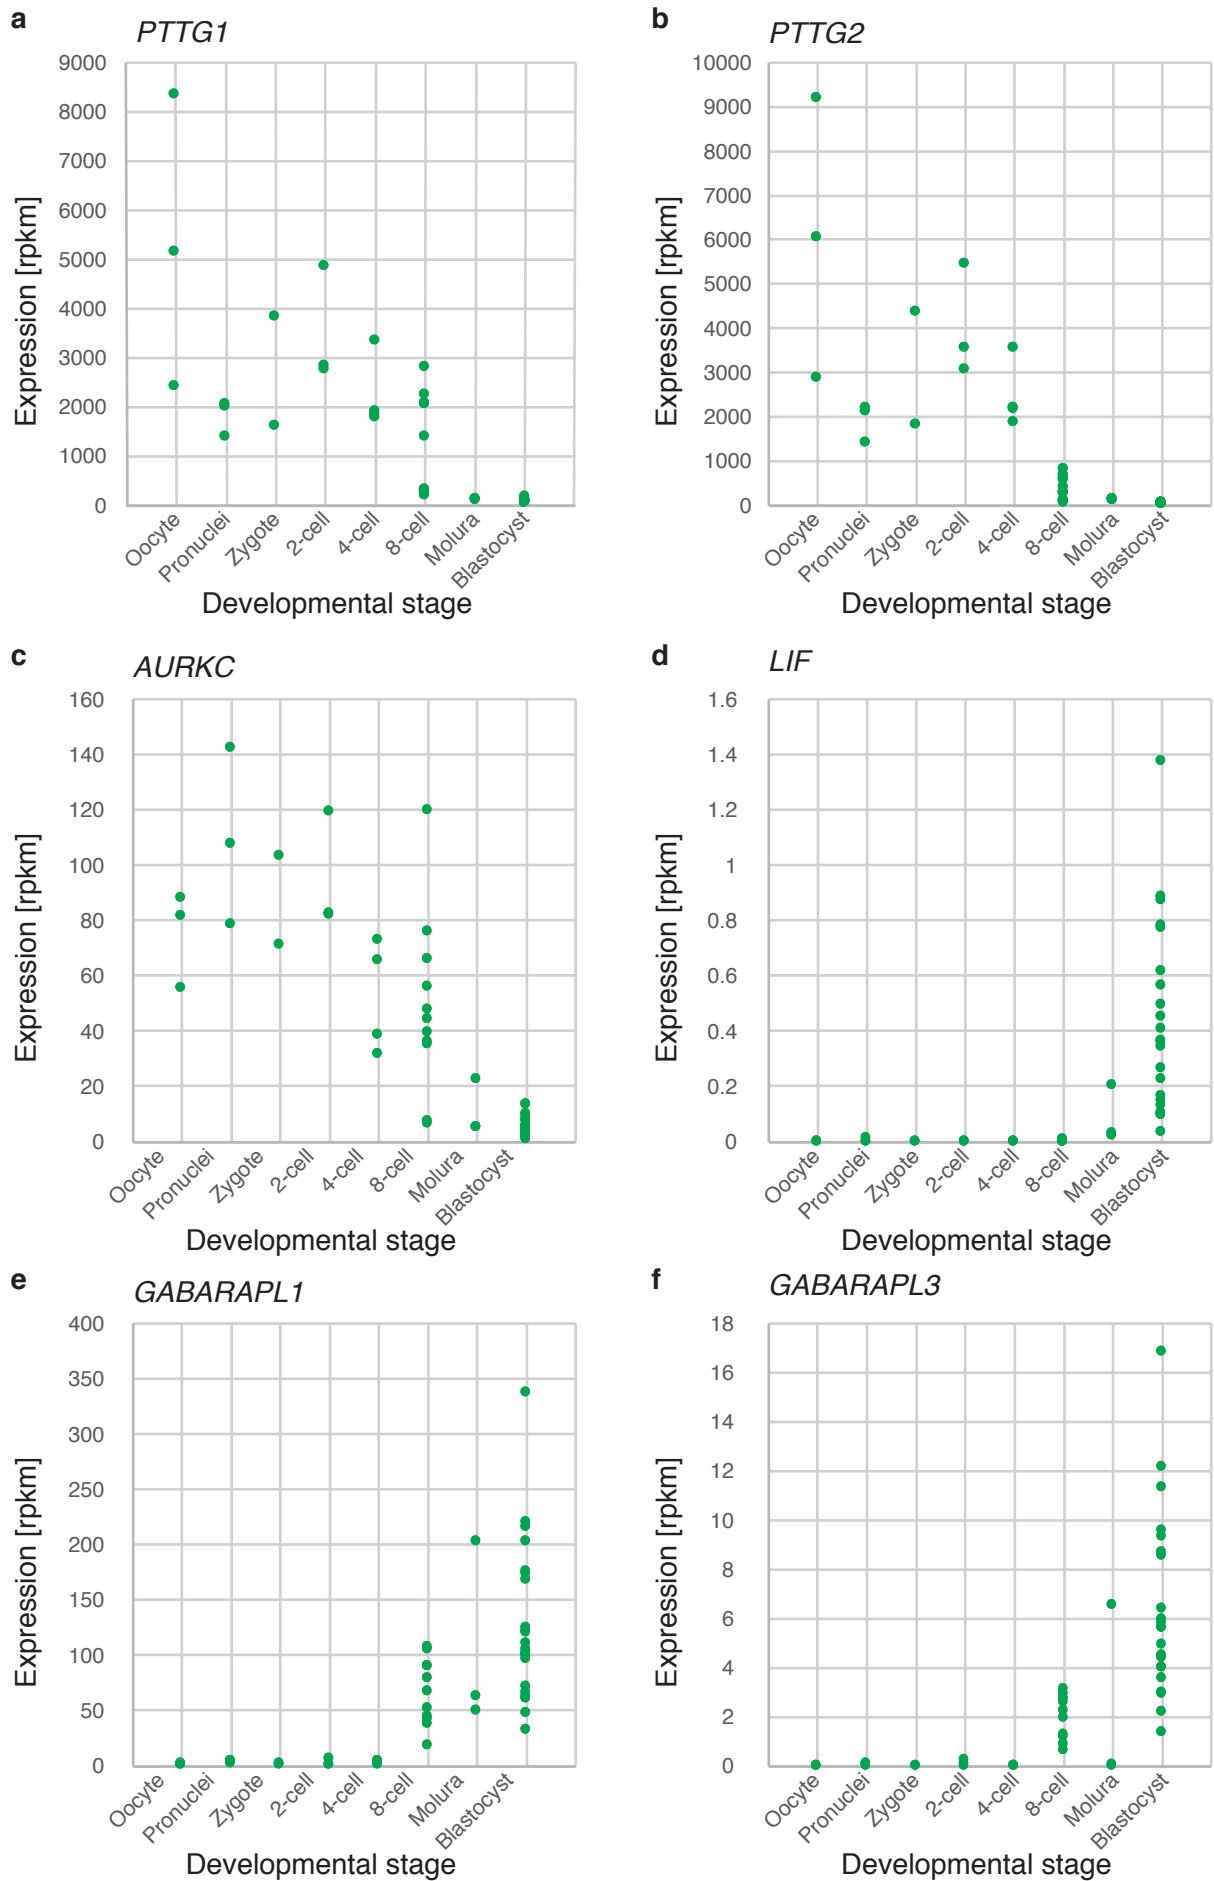 a
PTTG1
9000
8000
7000
6000
5000
4000
3000
2000
1000
0
Expression [rpkm]
Oocyte
Pronuclei
Zygote
2-cell
4-cell
8-cell
Molura
Blastocyst
Developmental stage
b
PTTG2
10000
9000
8000
7000
6000
5000
4000
3000
2000
1000
0
Expression [rpkm]
Oocyte
Pronuclei
Zygote
2-cell
4-cell
8-cell
Molura
Blastocyst
Developmental stage
c
AURKC
160
140
120
100
80
60
40
20
0
Expression [rpkm]
Oocyte
Pronuclei
Zygote
2-cell
4-cell
8-cell
Molura
Blastocyst
Developmental stage
d
LIF
1.6
1.4
1.2
1
0.8
0.6
0.4
0.2
0
Expression [rpkm]
Oocyte
Pronuclei
Zygote
2-cell
4-cell
8-cell
Molura
Blastocyst
Developmental stage
e
GABARAPL1
400
350
300
250
200
150
100
50
0
Expression [rpkm]
Oocyte
Pronuclei
Zygote
2-cell
4-cell
8-cell
Molura
Blastocyst
Developmental stage
f
GABARAPL3
18
16
14
12
10
8
6
4
2
0
Expression [rpkm]
Oocyte
Pronuclei
Zygote
2-cell
4-cell
8-cell
Molura
Blastocyst
Developmental stage